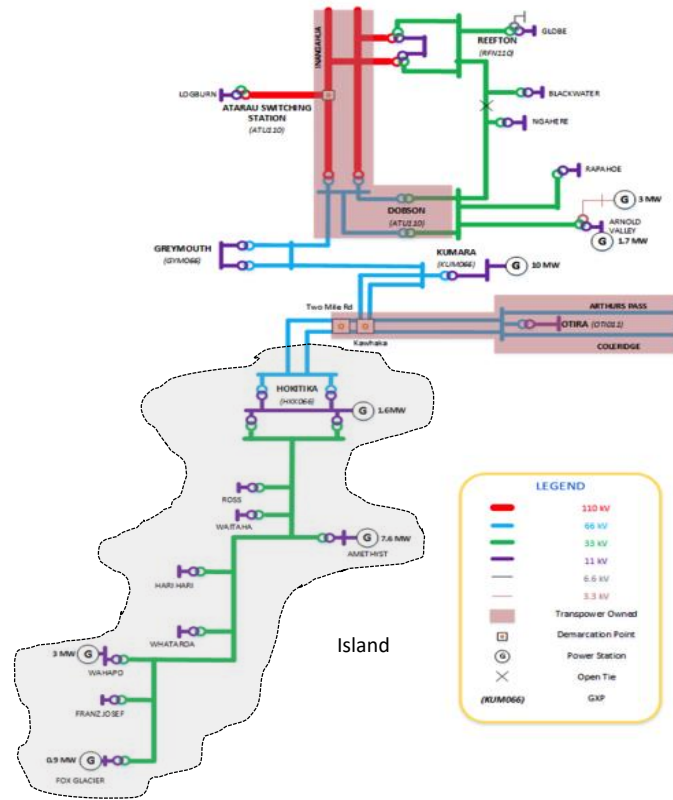 INANGAHUA
REEFTON
(RFN110)
GLOBE
LOGBURN
ATARAU SWITCHING
STATION
(ATU110)
BLACKWATER
NGAHERE
RAPAHOE
DOBSON
(ATU110)
G
3 MW
ARNOLD
VALLEY
G
1.7 MW
GREYMOUTH
(GYM066)
KUMARA
(KUM066)
G
10 MW
Two Mile Rd
Kawhaka
ARTHURS PASS
OTIRA (OTI011)
COLERIDGE
HOKITIKA
(HKK066)
G
1.6MW
ROSS
WAITAHA
G
7.6 MW
AMETHYST
HARI HARI
WHATAROA
Island
3 MW
G
WAHAPO
FRANZ JOSEF
0.9 MW
G
FOX GLACIER
LEGEND
110 kV
66 kV
33 kV
11 kV
6.6 kV
3.3 kV
Transpower Owned
Demarcation Point
G
Power Station
Open Tie
(KUM066)
GXP